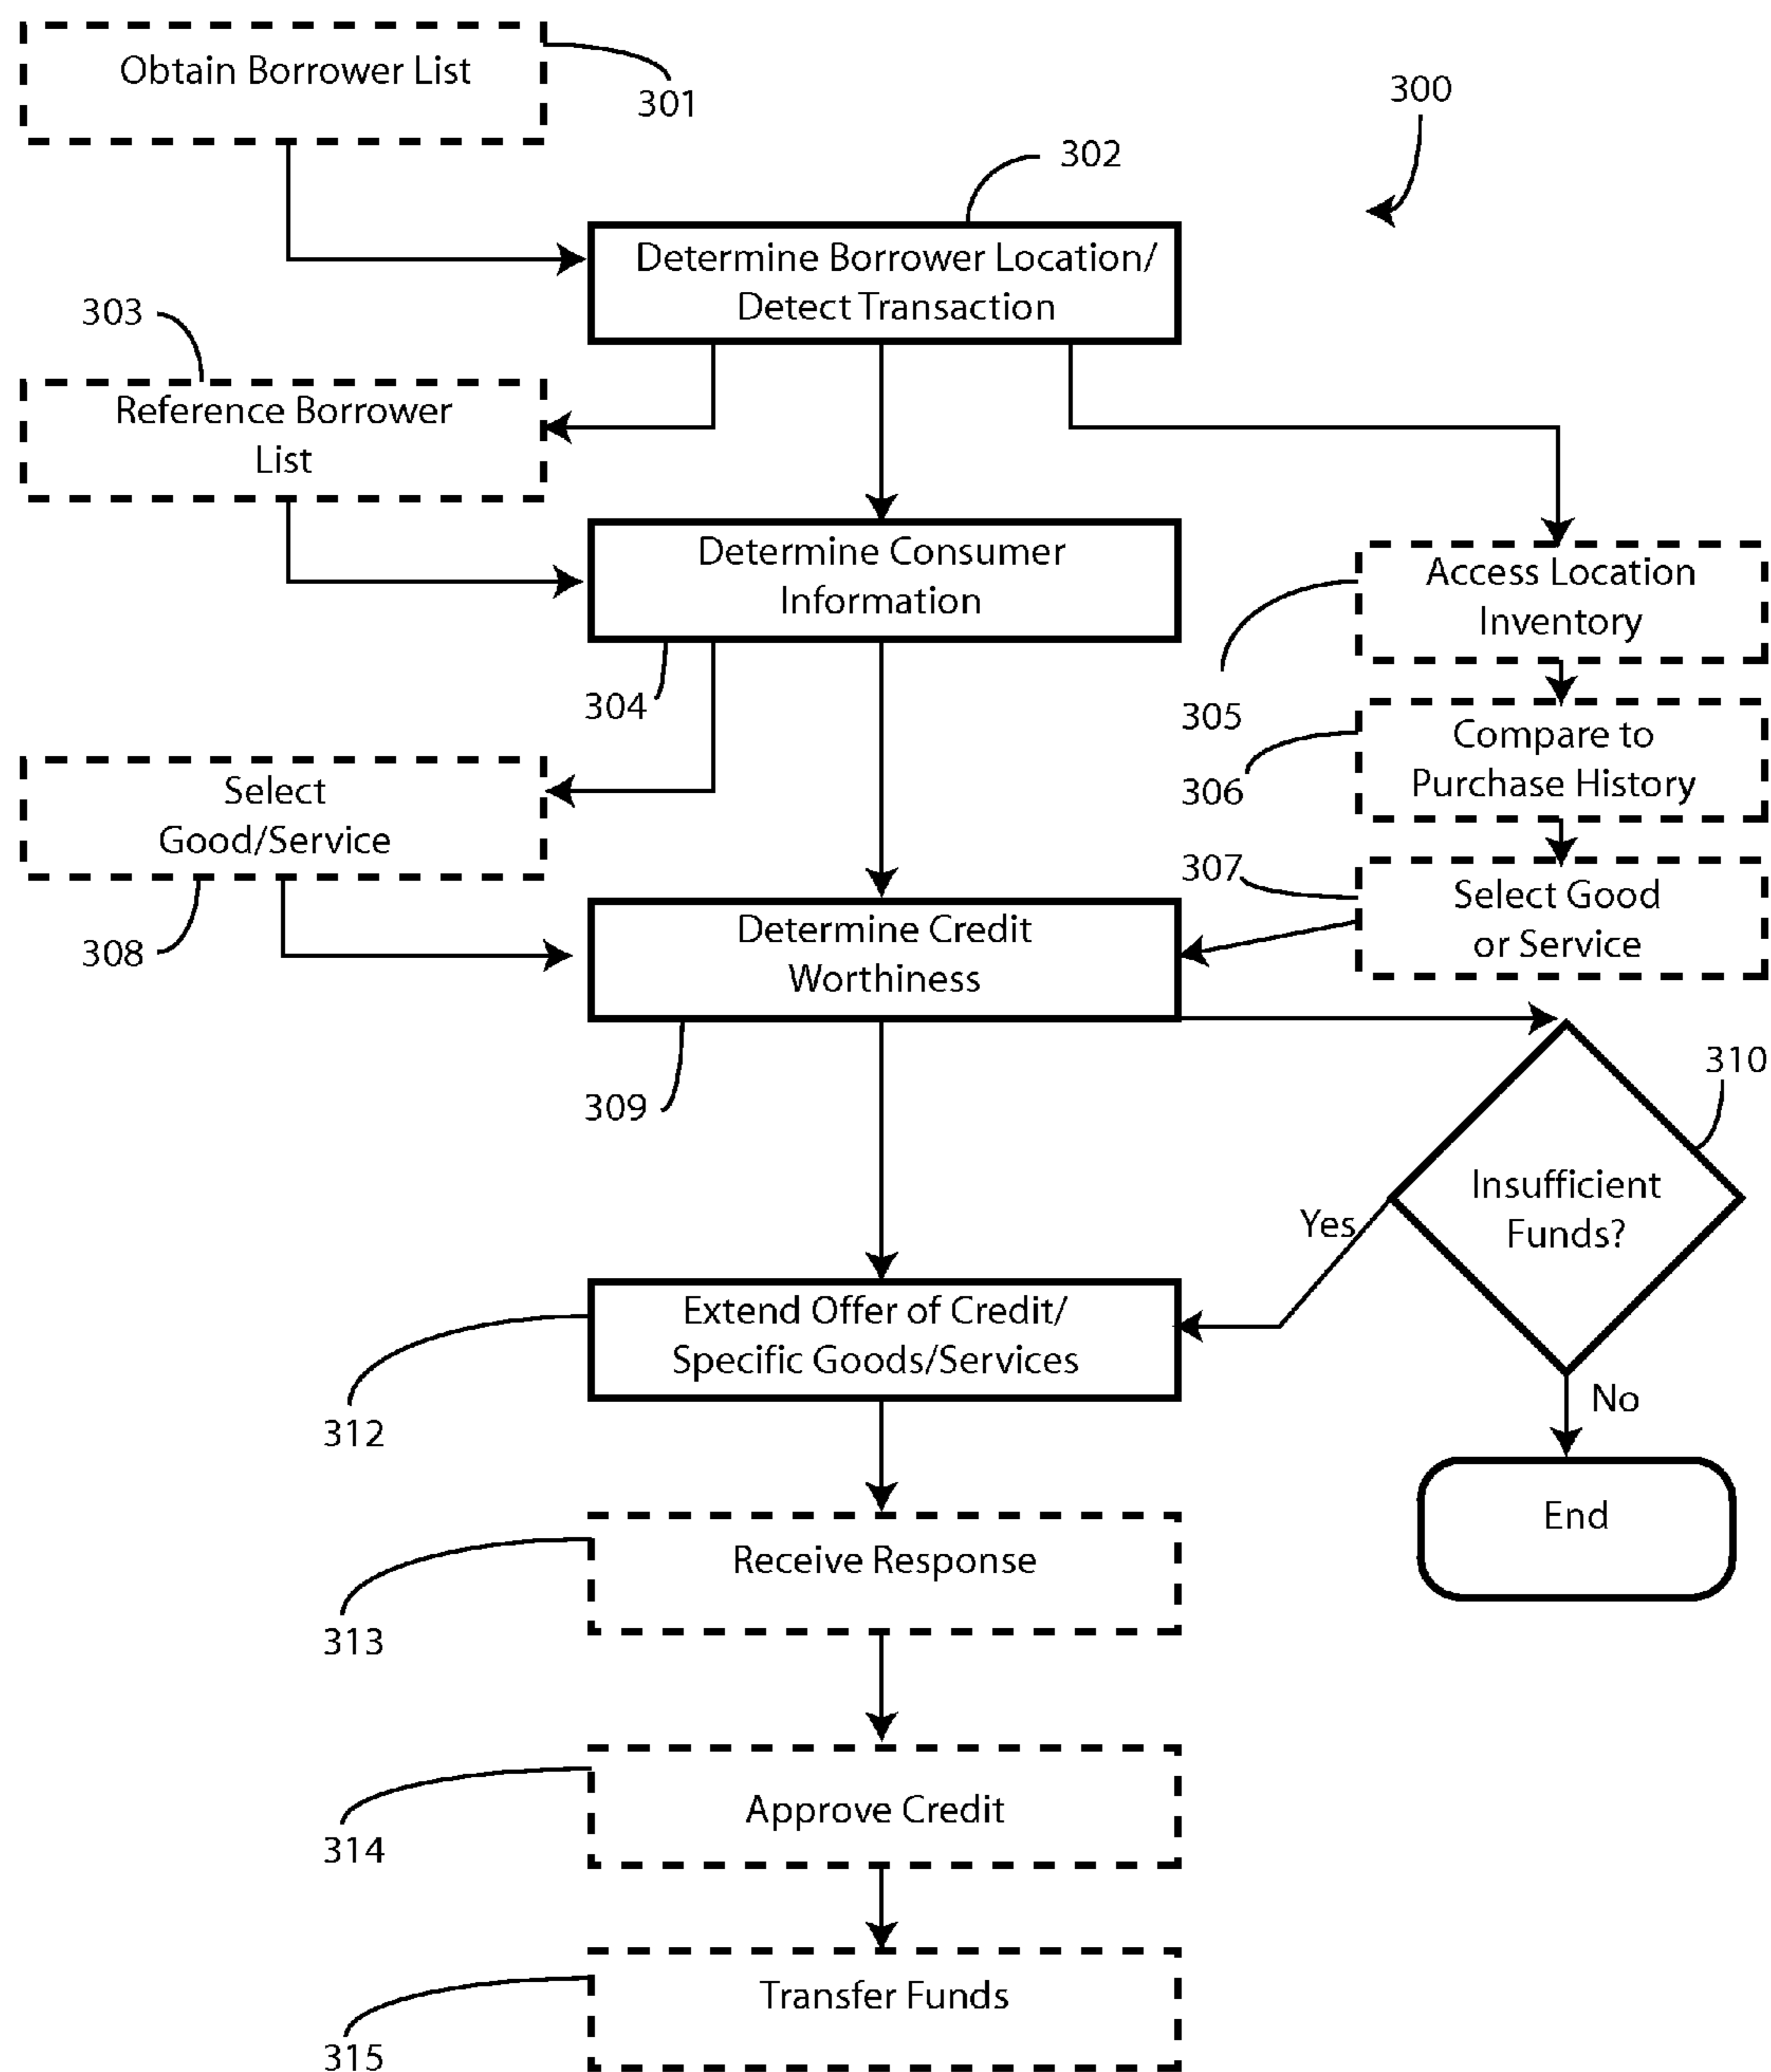 Obtain Borrower List
301
300
302
Determine Borrower Location/
Detect Transaction
303
Reference Borrower
List
Determine Consumer
Information
304
Access Location
Inventory
305
Compare to
Purchase History
306
Select
Good/Service
308
307
Select Good
or Service
Determine Credit
Worthiness
309
310
Insufficient
Funds?
Yes
No
End
Extend Offer of Credit/
Specific Goods/Services
312
Receive Response
313
Approve Credit
314
Transfer Funds
315